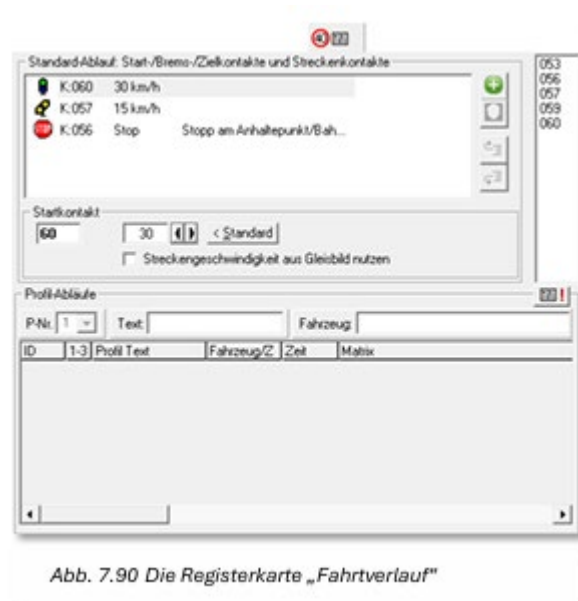 Standard-Ablauf: Start-/Brems-/Zielkontakte und Streckenkontakte
K:060 30 km/h
K:057 15 km/h
K:056 Stop Stopp am Anhaltepunkt/Bah...
053
056
057
059
060
Startkontakt
60 30 < Standard
Streckengeschwindigkeit aus Gleisbild nutzen
Profil-Abläufe
P-Nr. 1 Text Fahrzeug
ID 1-3 Profil Text Fahrzeug/Z Zeit Matrix
Abb. 7.90 Die Registerkarte „Fahrtverlauf"